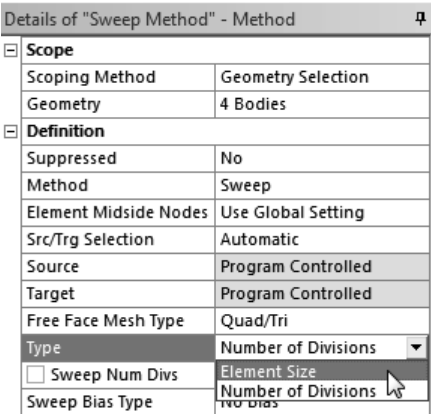 Details of "Sweep Method" - Method
Scope
Scoping Method Geometry Selection
Geometry 4 Bodies
Definition
Suppressed No
Method Sweep
Element Midside Nodes Use Global Setting
Src/Trg Selection Automatic
Source Program Controlled
Target Program Controlled
Free Face Mesh Type Quad/Tri
Type Number of Divisions
Element Size
Sweep Num Divs
Number of Divisions
Sweep Bias Type No Bias